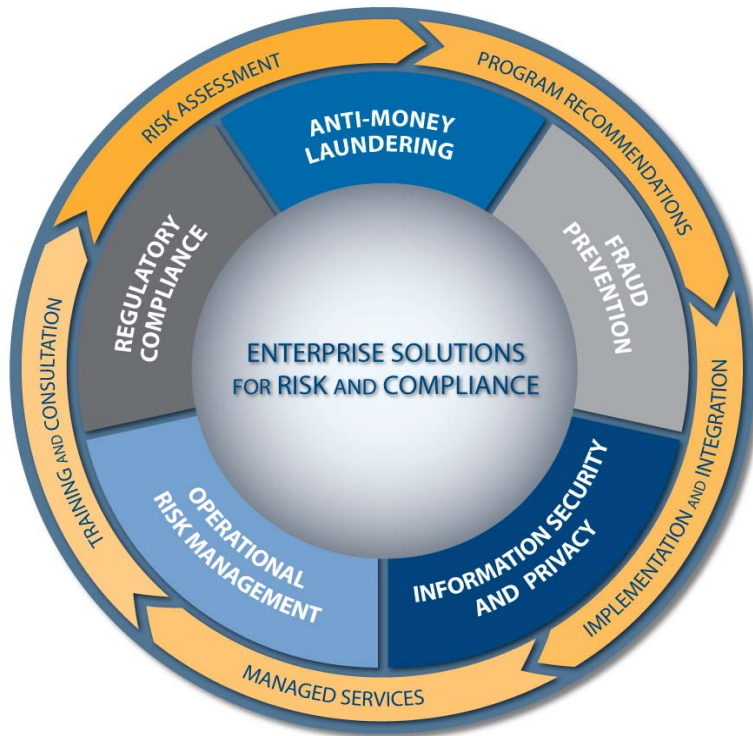 RISK ASSESSMENT
PROGRAM RECOMMENDATIONS
IMPLEMENTATION AND INTEGRATION
MANAGED SERVICES
TRAINING AND CONSULTATION
ANTI-MONEY
LAUNDERING
FRAUD
PREVENTION
INFORMATION SECURITY
AND PRIVACY
OPERATIONAL
RISK MANAGEMENT
REGULATORY
COMPLIANCE
ENTERPRISE SOLUTIONS
FOR RISK AND COMPLIANCE